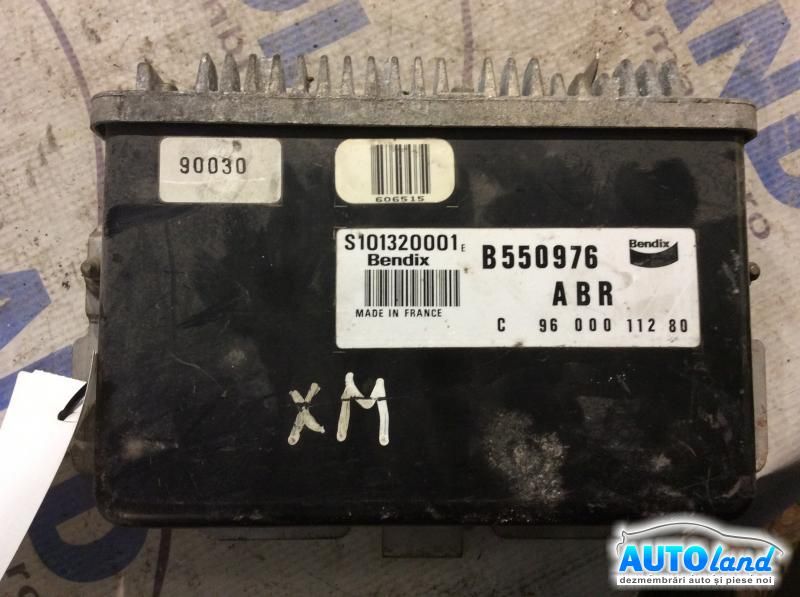 90030
606515
S101320001E
Bendix
MADE IN FRANCE
B550976
Bendix
ABR
C 96 000 112 80
XM
AUTOland
dezmembrări auto și piese noi